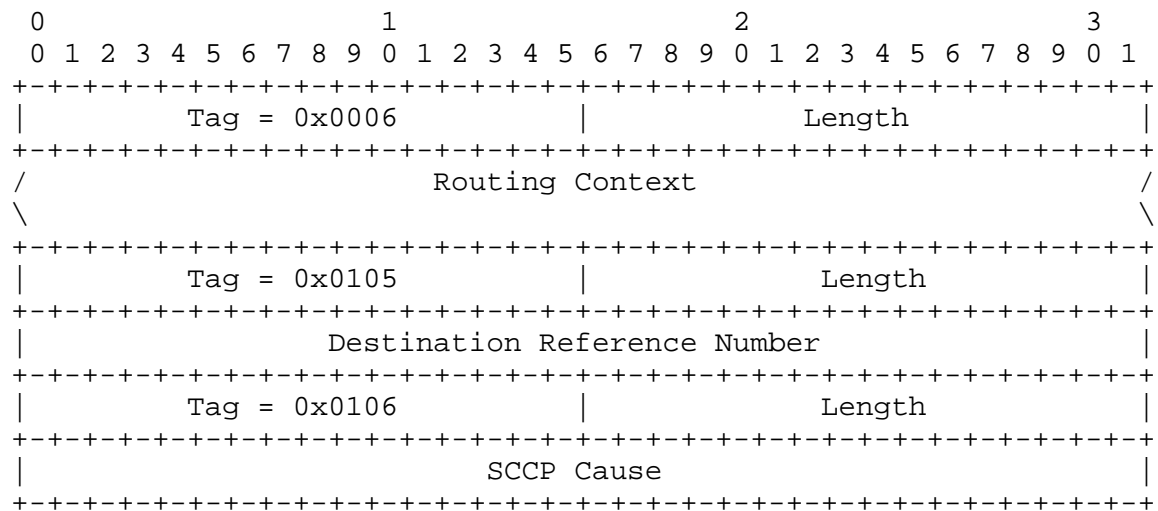 0                   1                   2                   3
 0 1 2 3 4 5 6 7 8 9 0 1 2 3 4 5 6 7 8 9 0 1 2 3 4 5 6 7 8 9 0 1
+-+-+-+-+-+-+-+-+-+-+-+-+-+-+-+-+-+-+-+-+-+-+-+-+-+-+-+-+-+-+-+-+
|         Tag = 0x0006          |            Length             |
+-+-+-+-+-+-+-+-+-+-+-+-+-+-+-+-+-+-+-+-+-+-+-+-+-+-+-+-+-+-+-+-+
/                       Routing Context                         /
\                                                               \
+-+-+-+-+-+-+-+-+-+-+-+-+-+-+-+-+-+-+-+-+-+-+-+-+-+-+-+-+-+-+-+-+
|         Tag = 0x0105          |             Length            |
+-+-+-+-+-+-+-+-+-+-+-+-+-+-+-+-+-+-+-+-+-+-+-+-+-+-+-+-+-+-+-+-+
|                 Destination Reference Number                  |
+-+-+-+-+-+-+-+-+-+-+-+-+-+-+-+-+-+-+-+-+-+-+-+-+-+-+-+-+-+-+-+-+
|         Tag = 0x0106          |             Length            |
+-+-+-+-+-+-+-+-+-+-+-+-+-+-+-+-+-+-+-+-+-+-+-+-+-+-+-+-+-+-+-+-+
|                          SCCP Cause                           |
+-+-+-+-+-+-+-+-+-+-+-+-+-+-+-+-+-+-+-+-+-+-+-+-+-+-+-+-+-+-+-+-+